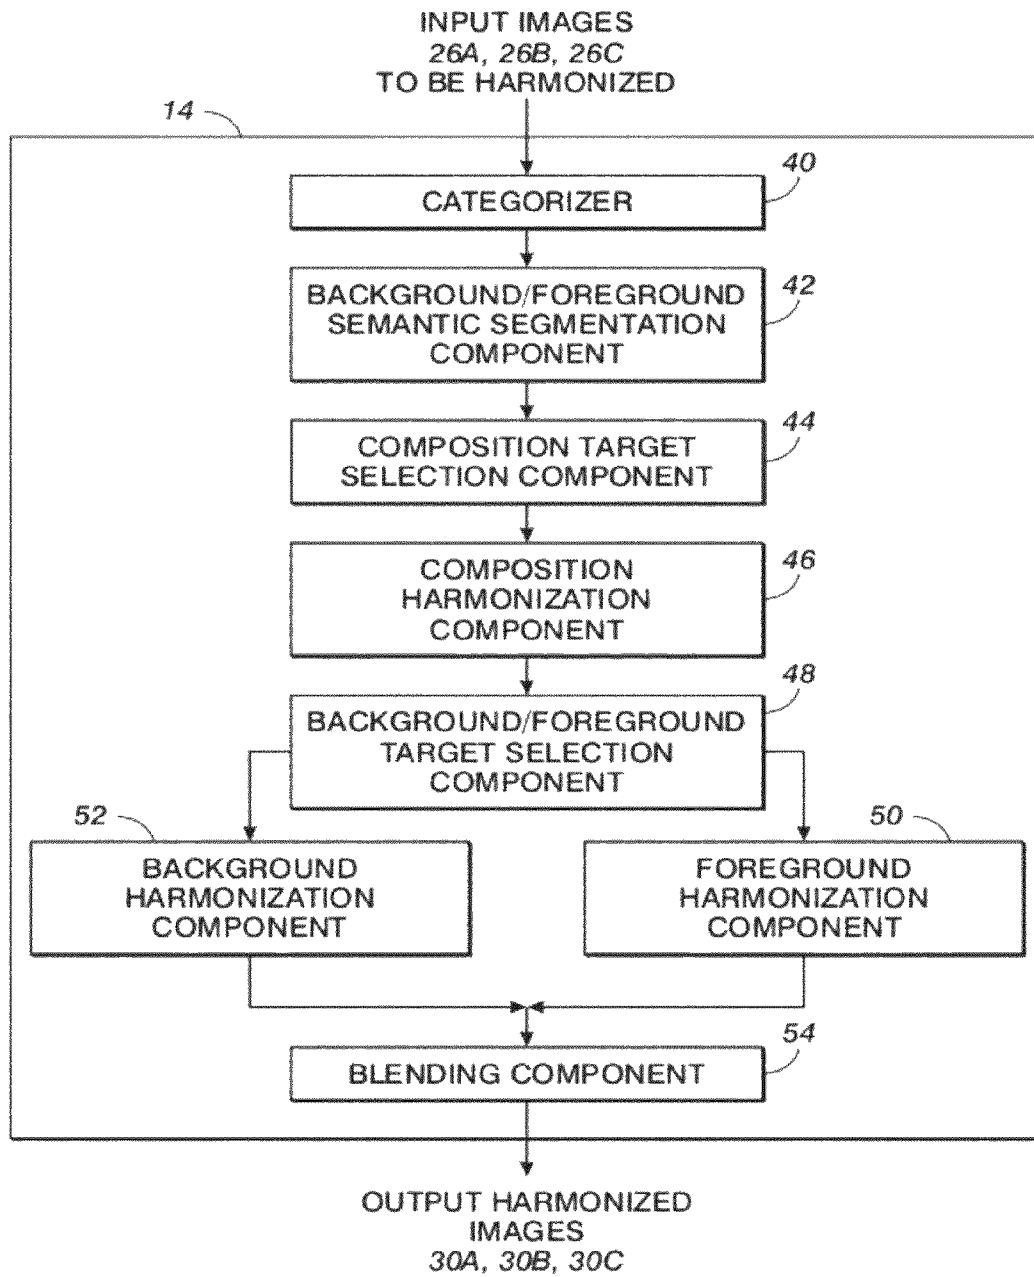 INPUT IMAGES
26A, 26B, 26C
TO BE HARMONIZED
14
40
CATEGORIZER
42
BACKGROUND/FOREGROUND
SEMANTIC SEGMENTATION
COMPONENT
44
COMPOSITION TARGET
SELECTION COMPONENT
46
COMPOSITION
HARMONIZATION
COMPONENT
48
BACKGROUND/FOREGROUND
TARGET SELECTION
COMPONENT
52
BACKGROUND
HARMONIZATION
COMPONENT
50
FOREGROUND
HARMONIZATION
COMPONENT
54
BLENDING COMPONENT
OUTPUT HARMONIZED
IMAGES
30A, 30B, 30C